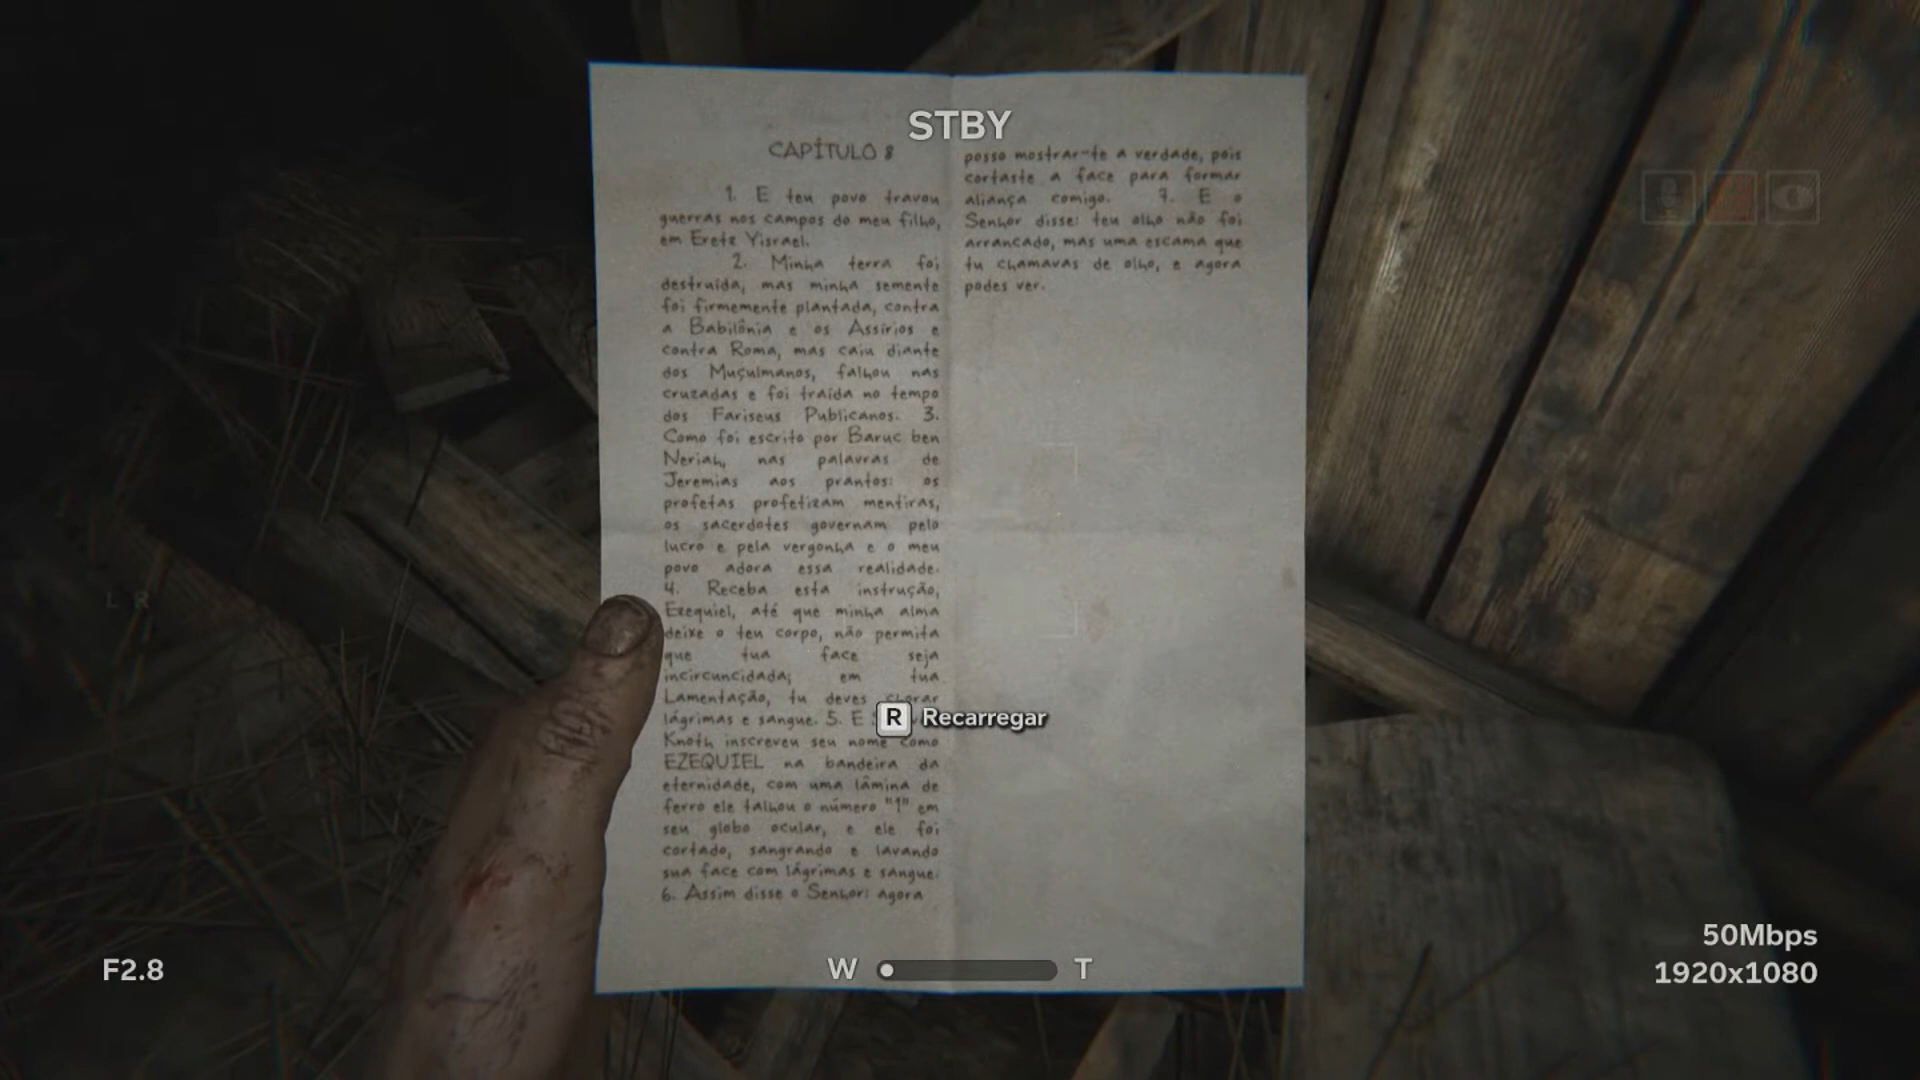 STBY
CAPÍTULO 8
1. E teu povo travou
guerras nos campos do meu filho,
em Eretz Yisrael.
2. Minha terra foi
destruída, mas minha semente
foi firmemente plantada, contra
a Babilônia e os Assírios e
contra Roma, mas caiu diante
dos Muçulmanos, falhou nas
cruzadas e foi traída no tempo
dos Fariseus Publicanos. 3.
Como foi escrito por Baruc ben
Neriah, nas palavras de
Jeremias aos prantos: os
profetas profetizam mentiras,
os sacerdotes governam pelo
lucro e pela vergonha e o meu
povo adora essa realidade.
4. Receba esta instrução,
Ezequiel, até que minha alma
deixe o teu corpo, não permita
que tua face seja
incircuncidada; em tua
Lamentação, tu deves chorar
lágrimas e sangue. 5. E
Knoth inscreveu seu nome como
EZEQUIEL na bandeira da
eternidade, com uma lâmina de
ferro ele talhou o número "1" em
seu globo ocular, e ele foi
cortado, sangrando e lavando
sua face com lágrimas e sangue.
6. Assim disse o Senhor: agora
posso mostrar-te a verdade, pois
cortaste a face para formar
aliança comigo. 7. E o
Senhor disse: teu olho não foi
arrancado, mas uma escama que
tu chamavas de olho, e agora
podes ver.
R Recarregar
L R
F2.8
W T
50Mbps
1920x1080